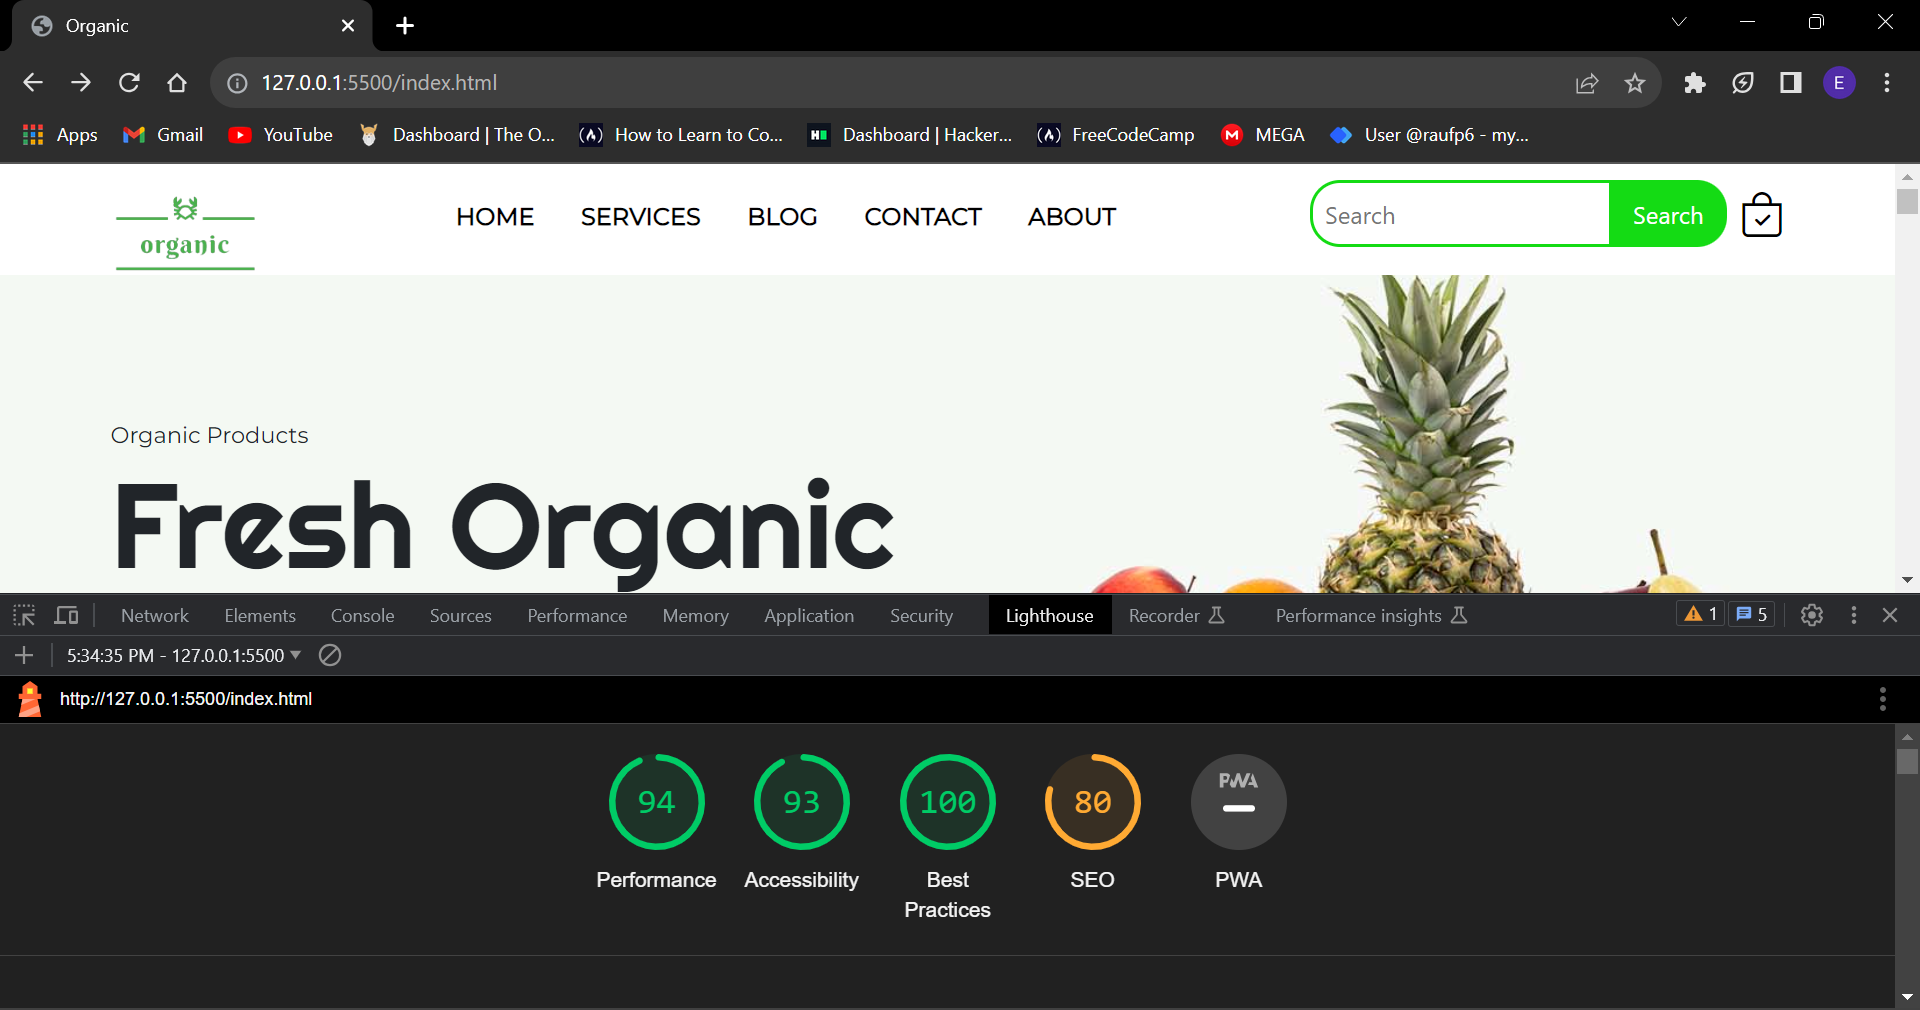 Organic
127.0.0.1:5500/index.html
Apps Gmail YouTube Dashboard | The O... How to Learn to Co... Dashboard | Hacker... FreeCodeCamp MEGA User @raufp6 - my...
E
organic
HOME SERVICES BLOG CONTACT ABOUT
Search Search
Organic Products
Fresh Organic
Network Elements Console Sources Performance Memory Application Security Lighthouse Recorder Performance insights 1 5
5:34:35 PM - 127.0.0.1:5500
http://127.0.0.1:5500/index.html
94 93 100 80 PWA
Performance Accessibility Best Practices SEO PWA